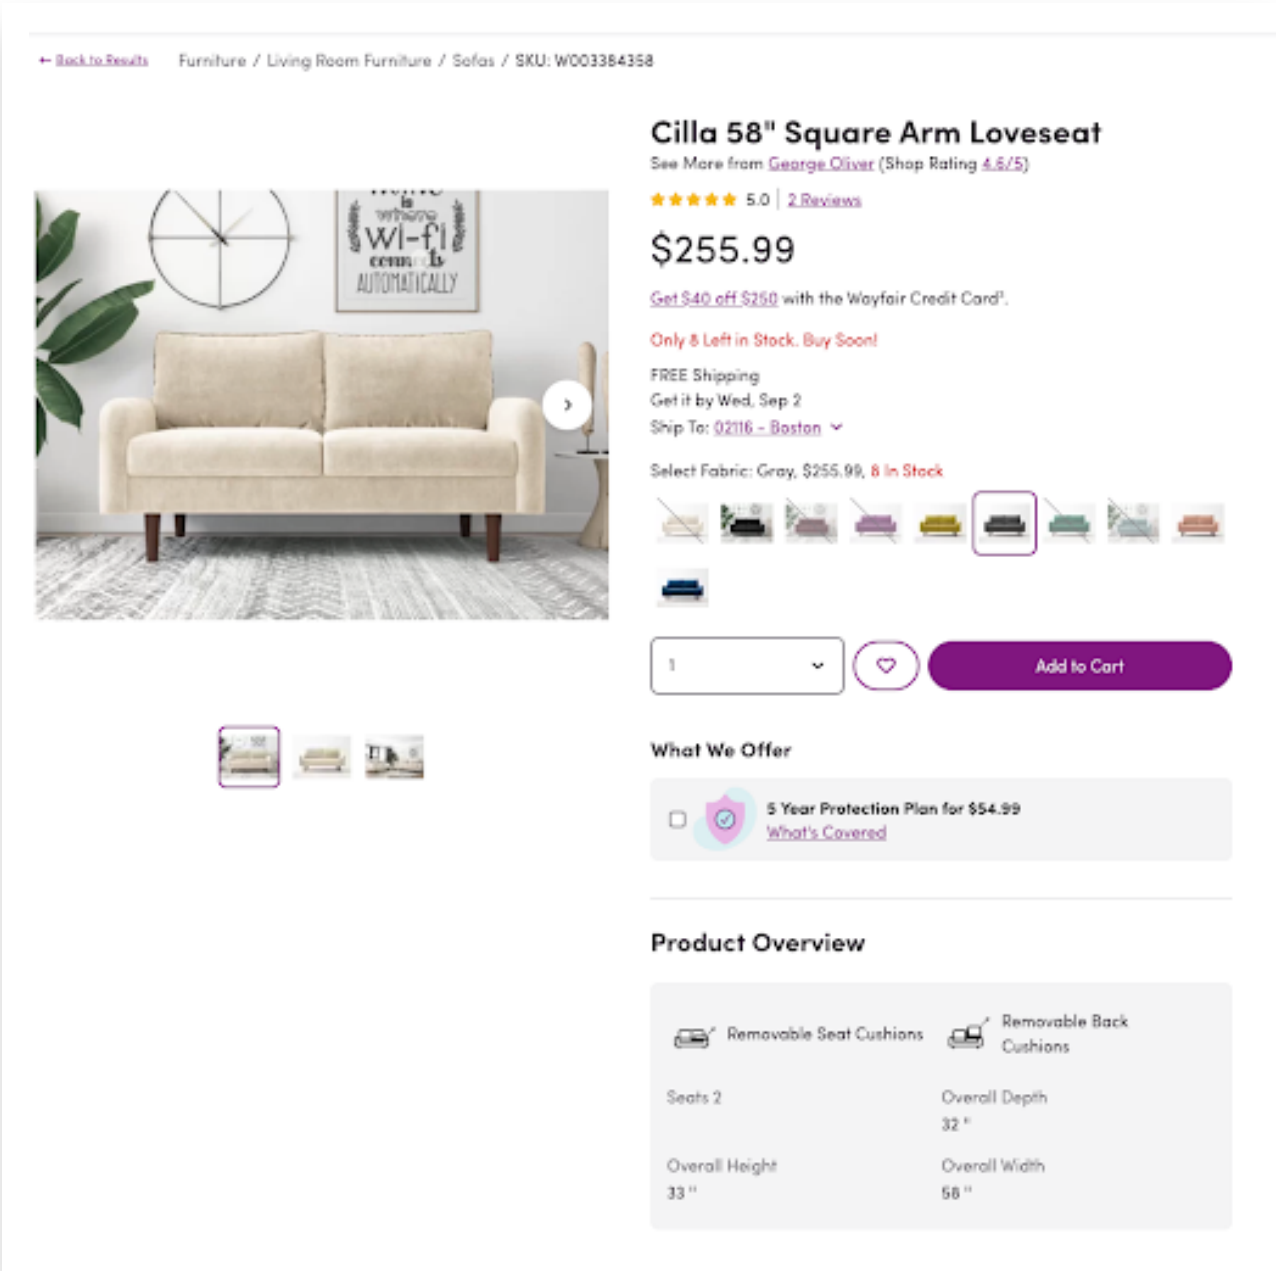 ← Back to Results
Furniture / Living Room Furniture / Sofas / SKU: W003384358
is
where
Wi-fi
connects
AUTOMATICALLY
Cilla 58" Square Arm Loveseat
See More from George Oliver (Shop Rating 4.6/5)
5.0 | 2 Reviews
$255.99
Get $40 off $250 with the Wayfair Credit Card¹.
Only 8 Left in Stock. Buy Soon!
FREE Shipping
Get it by Wed, Sep 2
Ship To: 02116 - Boston
Select Fabric: Gray, $255.99, 8 In Stock
1
Add to Cart
What We Offer
5 Year Protection Plan for $54.99
What's Covered
Product Overview
Removable Seat Cushions
Removable Back
Cushions
Seats 2
Overall Depth
32 "
Overall Height
33 "
Overall Width
58 "